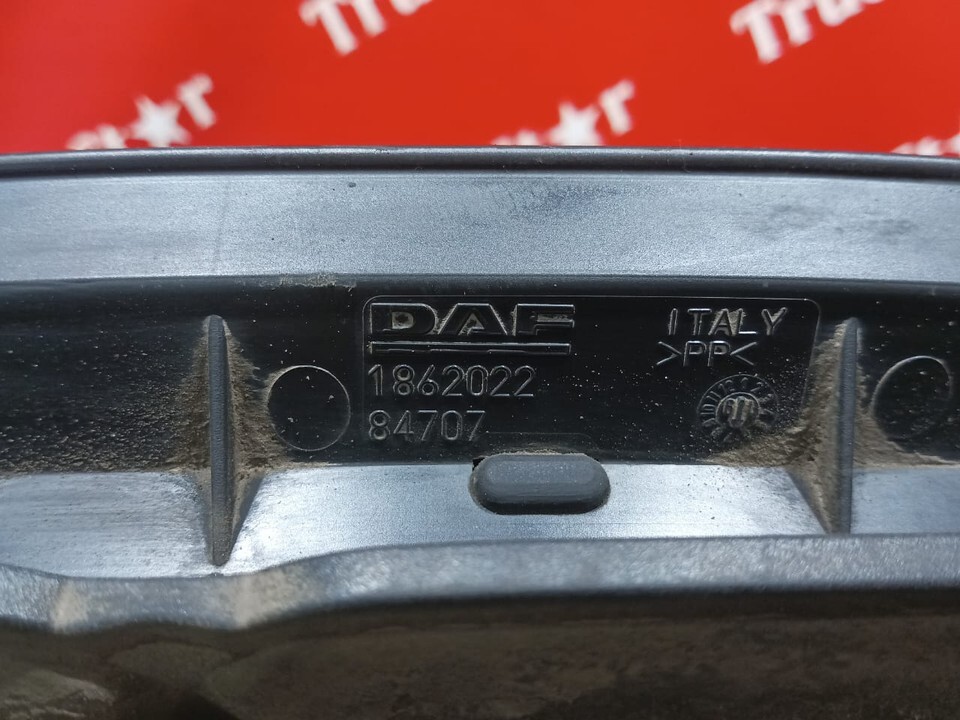 DAF
1862022
84707
ITALY
>PP<